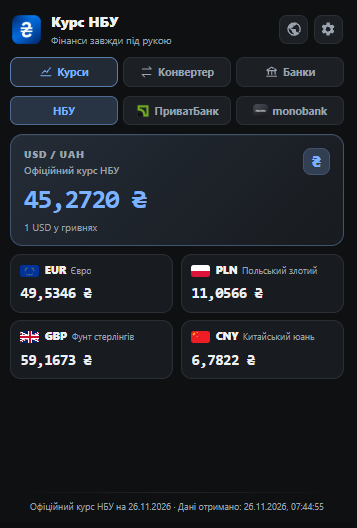 Курс НБУ
Фінанси завжди під рукою
Курси
Конвертер
Банки
НБУ
ПриватБанк
monobank
USD / UAH
Офіційний курс НБУ
₴
45,2720 ₴
1 USD у гривнях
EUR Євро
49,5346 ₴
PLN Польський злотий
11,0566 ₴
GBP Фунт стерлінгів
59,1673 ₴
CNY Китайський юань
6,7822 ₴
Офіційний курс НБУ на 26.11.2026 · Дані отримано: 26.11.2026, 07:44:55